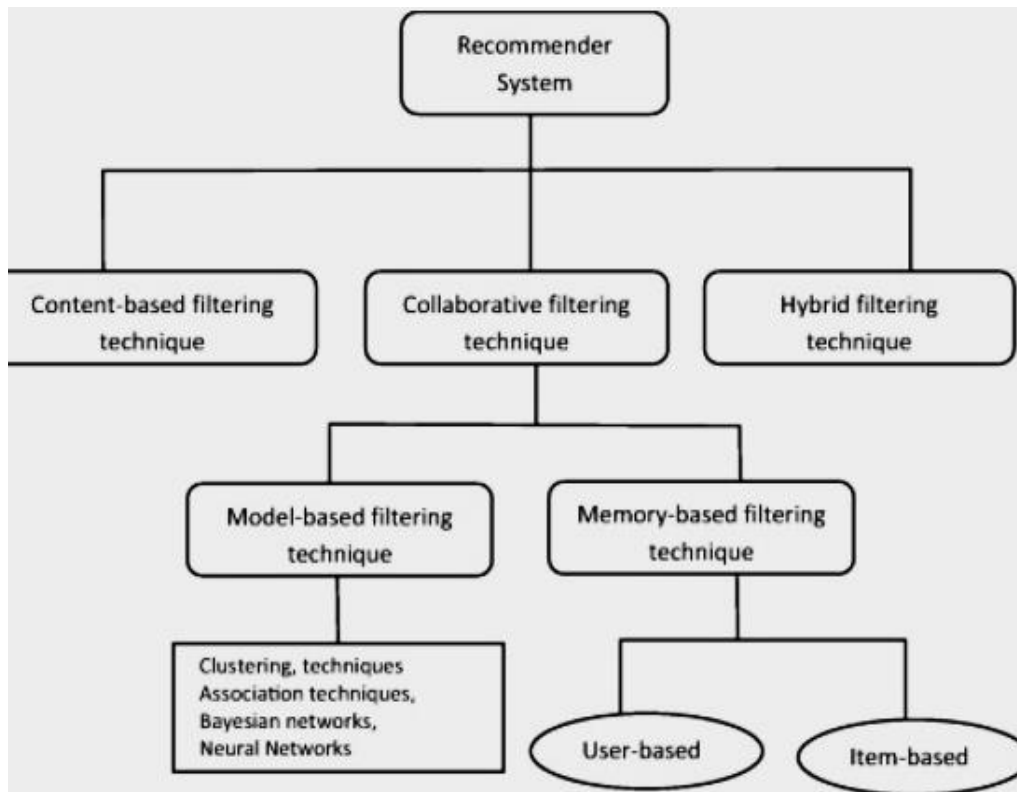 Recommender
System
Content-based filtering
technique
Collaborative filtering
technique
Hybrid filtering
technique
Model-based filtering
technique
Memory-based filtering
technique
Clustering, techniques
Association techniques,
Bayesian networks,
Neural Networks
User-based
Item-based